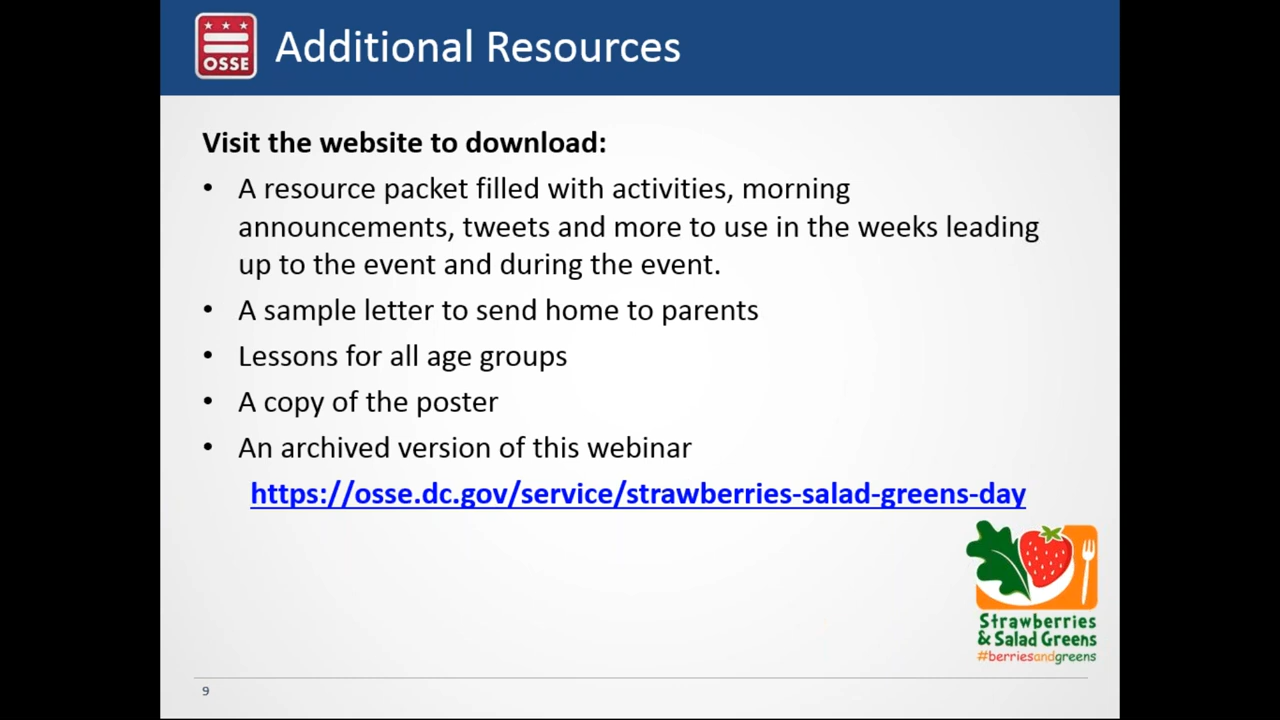 OSSE
Additional Resources
Visit the website to download:
• A resource packet filled with activities, morning
announcements, tweets and more to use in the weeks leading
up to the event and during the event.
• A sample letter to send home to parents
• Lessons for all age groups
• A copy of the poster
• An archived version of this webinar
https://osse.dc.gov/service/strawberries-salad-greens-day
Strawberries
& Salad Greens
#berriesandgreens
9